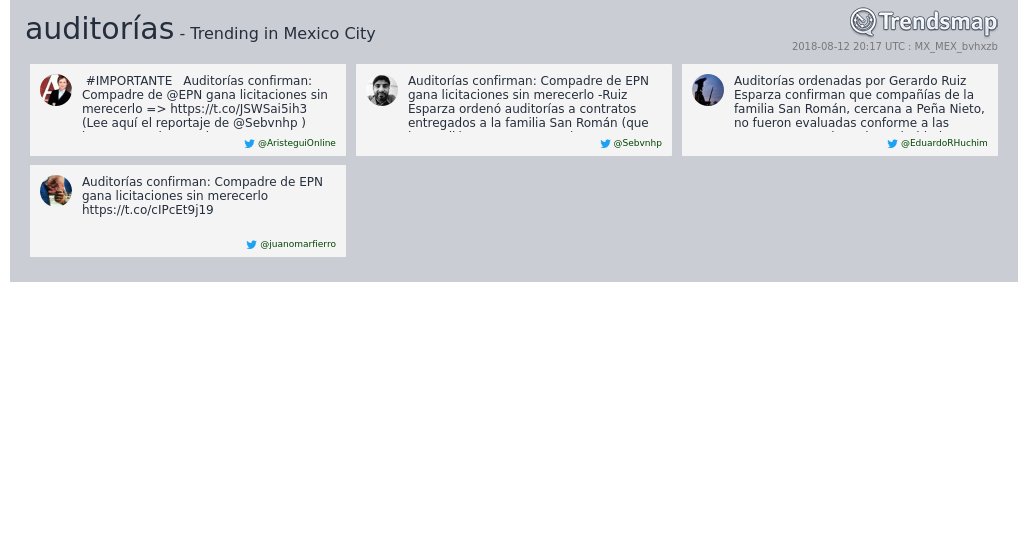 auditorías - Trending in Mexico City
Trendsmap
2018-08-12 20:17 UTC : MX_MEX_bvhxzb
#IMPORTANTE Auditorías confirman:
Compadre de @EPN gana licitaciones sin
merecerlo => https://t.co/JSWSai5ih3
(Lee aquí el reportaje de @Sebvnhp )
@AristeguiOnline
Auditorías confirman: Compadre de EPN
gana licitaciones sin merecerlo -Ruiz
Esparza ordenó auditorías a contratos
entregados a la familia San Román (que
@Sebvnhp
Auditorías ordenadas por Gerardo Ruiz
Esparza confirman que compañías de la
familia San Román, cercana a Peña Nieto,
no fueron evaluadas conforme a las
@EduardoRHuchim
Auditorías confirman: Compadre de EPN
gana licitaciones sin merecerlo
https://t.co/cIPcEt9j19
@juanomarfierro